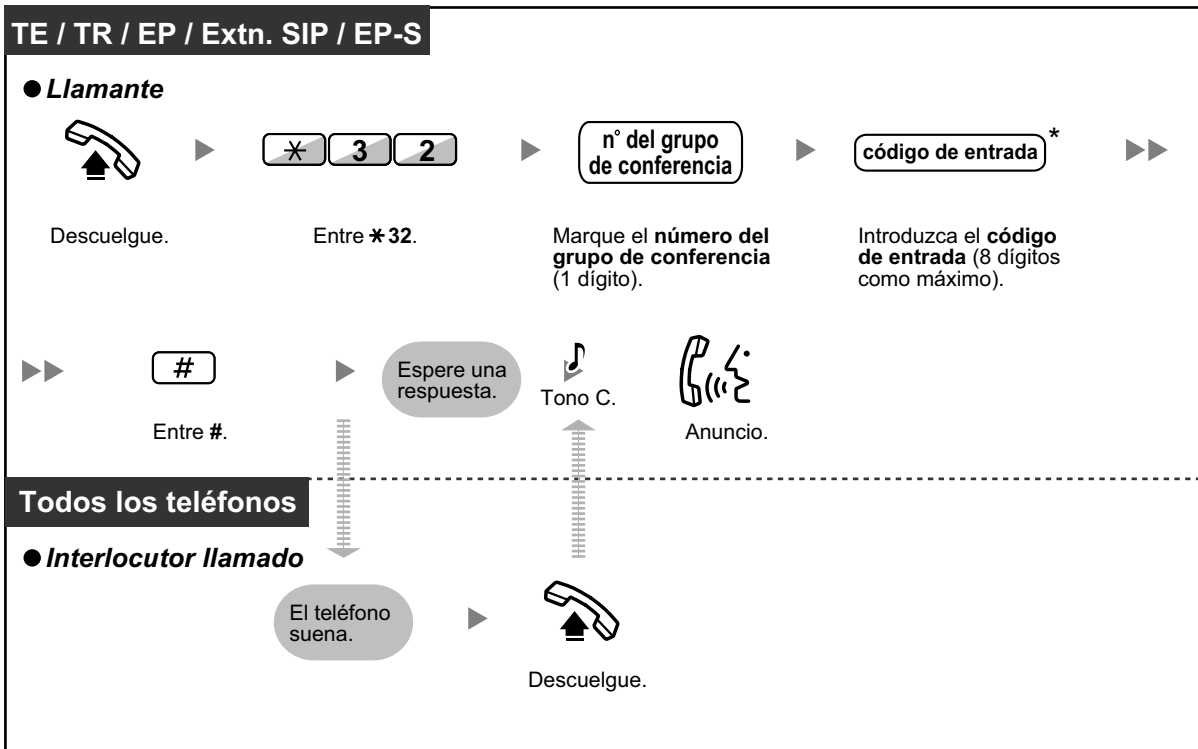 TE / TR / EP / Extn. SIP / EP-S
● Llamante
✳ 3 2
n° del grupo
de conferencia
código de entrada *
Descuelgue.
Entre ✳32.
Marque el número del
grupo de conferencia
(1 dígito).
Introduzca el código
de entrada (8 dígitos
como máximo).
#
Espere una
respuesta.
Tono C.
Entre #.
Anuncio.
Todos los teléfonos
● Interlocutor llamado
El teléfono
suena.
Descuelgue.